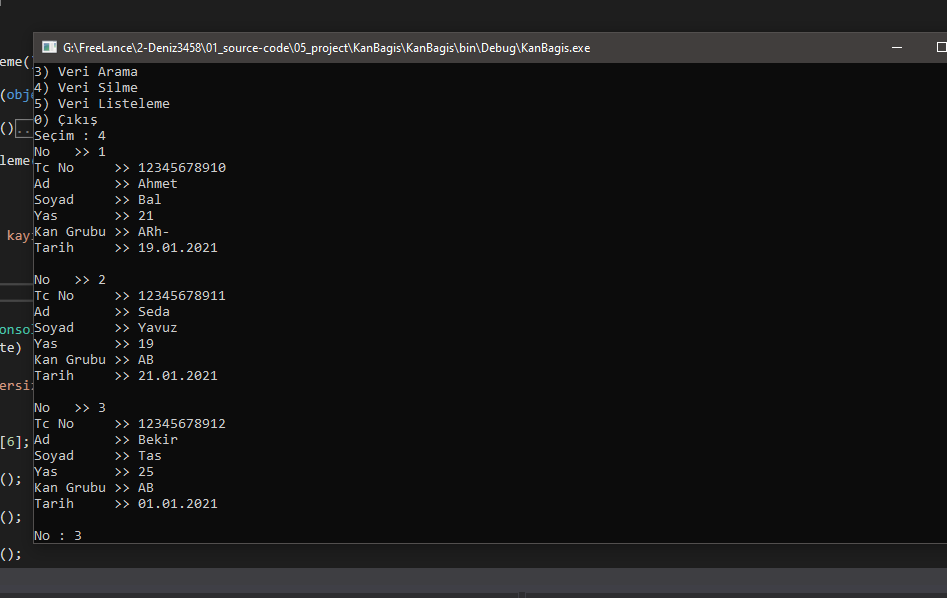 G:\FreeLance\2-Deniz3458\01_source-code\05_project\KanBagis\KanBagis\bin\Debug\KanBagis.exe
3) Veri Arama
4) Veri Silme
5) Veri Listeleme
0) Çıkış
Seçim : 4
No   >> 1
Tc No     >> 12345678910
Ad        >> Ahmet
Soyad     >> Bal
Yas       >> 21
Kan Grubu >> ARh-
Tarih     >> 19.01.2021
No   >> 2
Tc No     >> 12345678911
Ad        >> Seda
Soyad     >> Yavuz
Yas       >> 19
Kan Grubu >> AB
Tarih     >> 21.01.2021
No   >> 3
Tc No     >> 12345678912
Ad        >> Bekir
Soyad     >> Tas
Yas       >> 25
Kan Grubu >> AB
Tarih     >> 01.01.2021
No : 3
eme(
(obj
()..
leme
kay
onso
te)
ersi
[6];
();
();
();